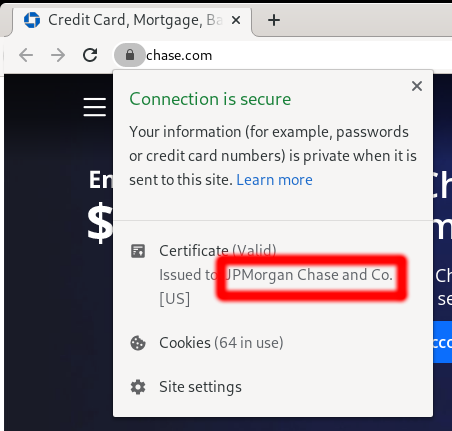 Credit Card, Mortgage, Ba
chase.com
Connection is secure
Your information (for example, passwords
or credit card numbers) is private when it is
sent to this site. Learn more
Certificate (Valid)
Issued to JPMorgan Chase and Co.
[US]
Cookies (64 in use)
Site settings
En
$
Ch
m
Ch
se
CCO